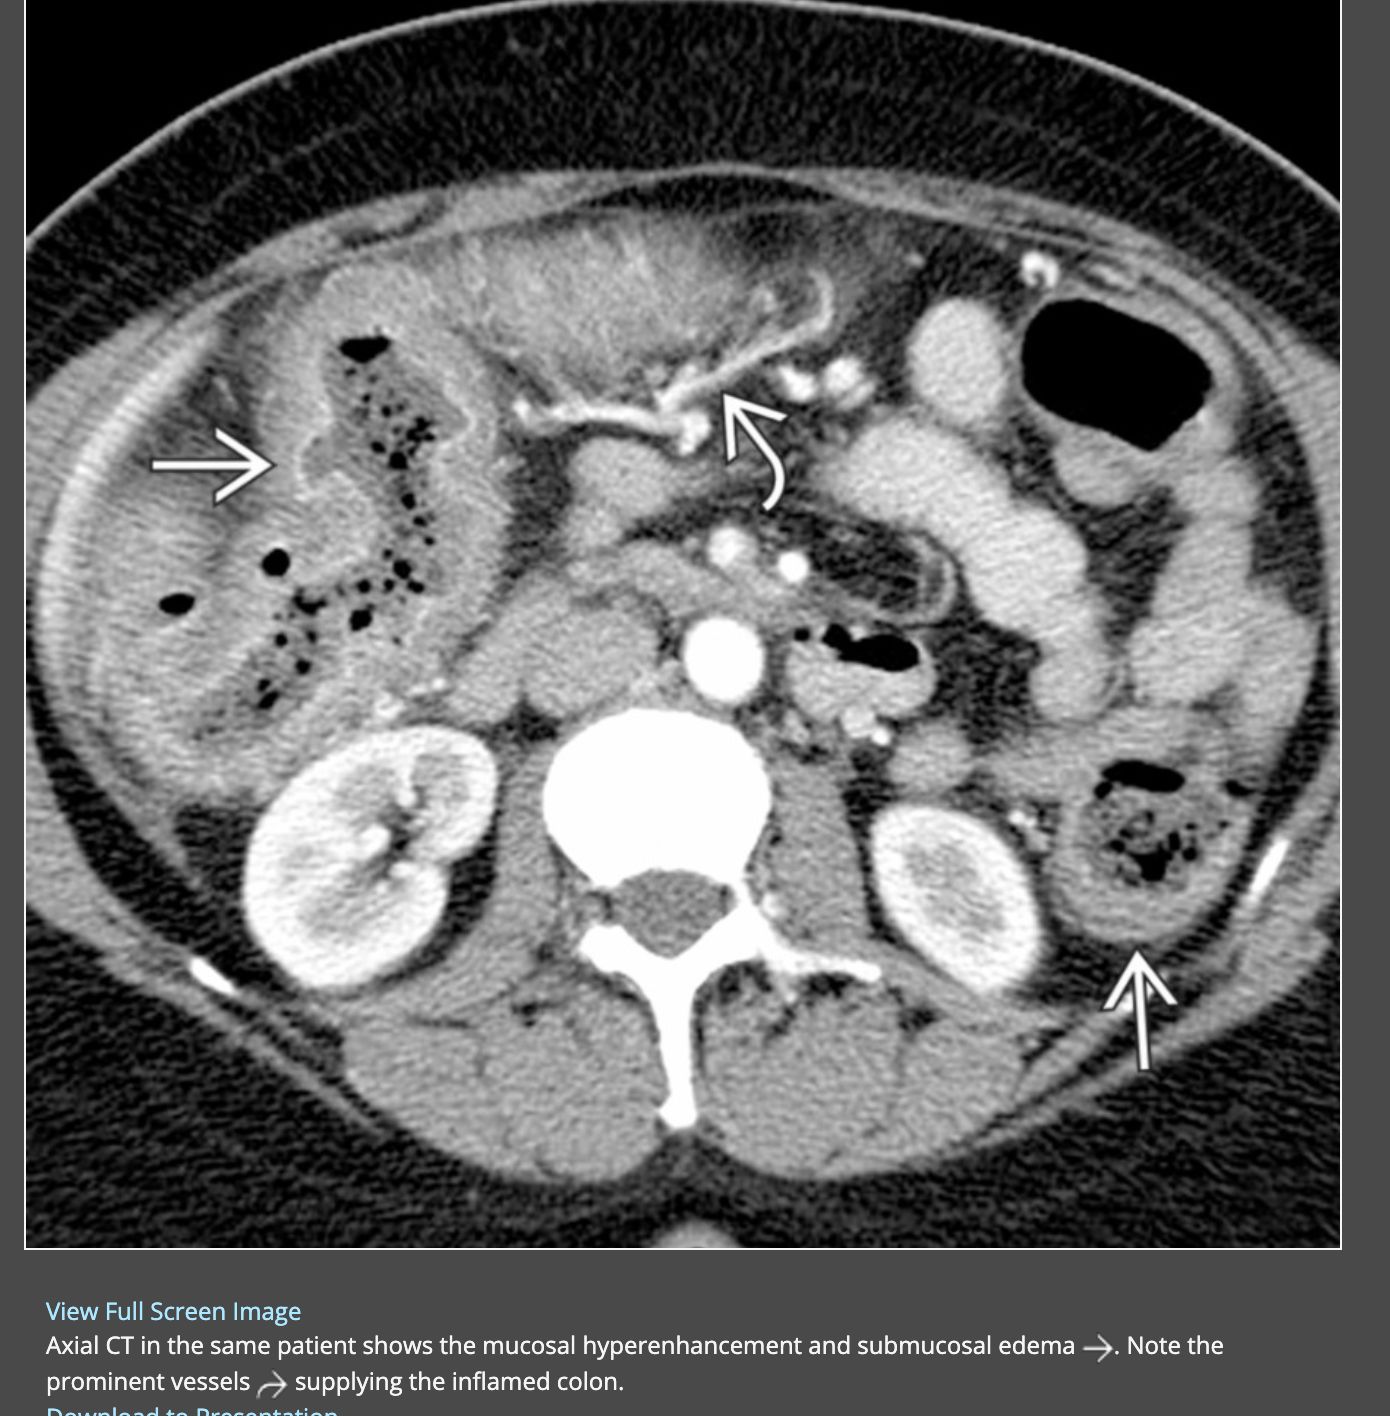 View Full Screen Image
Axial CT in the same patient shows the mucosal hyperenhancement and submucosal edema →. Note the
prominent vessels ↷ supplying the inflamed colon.
Download to Presentation